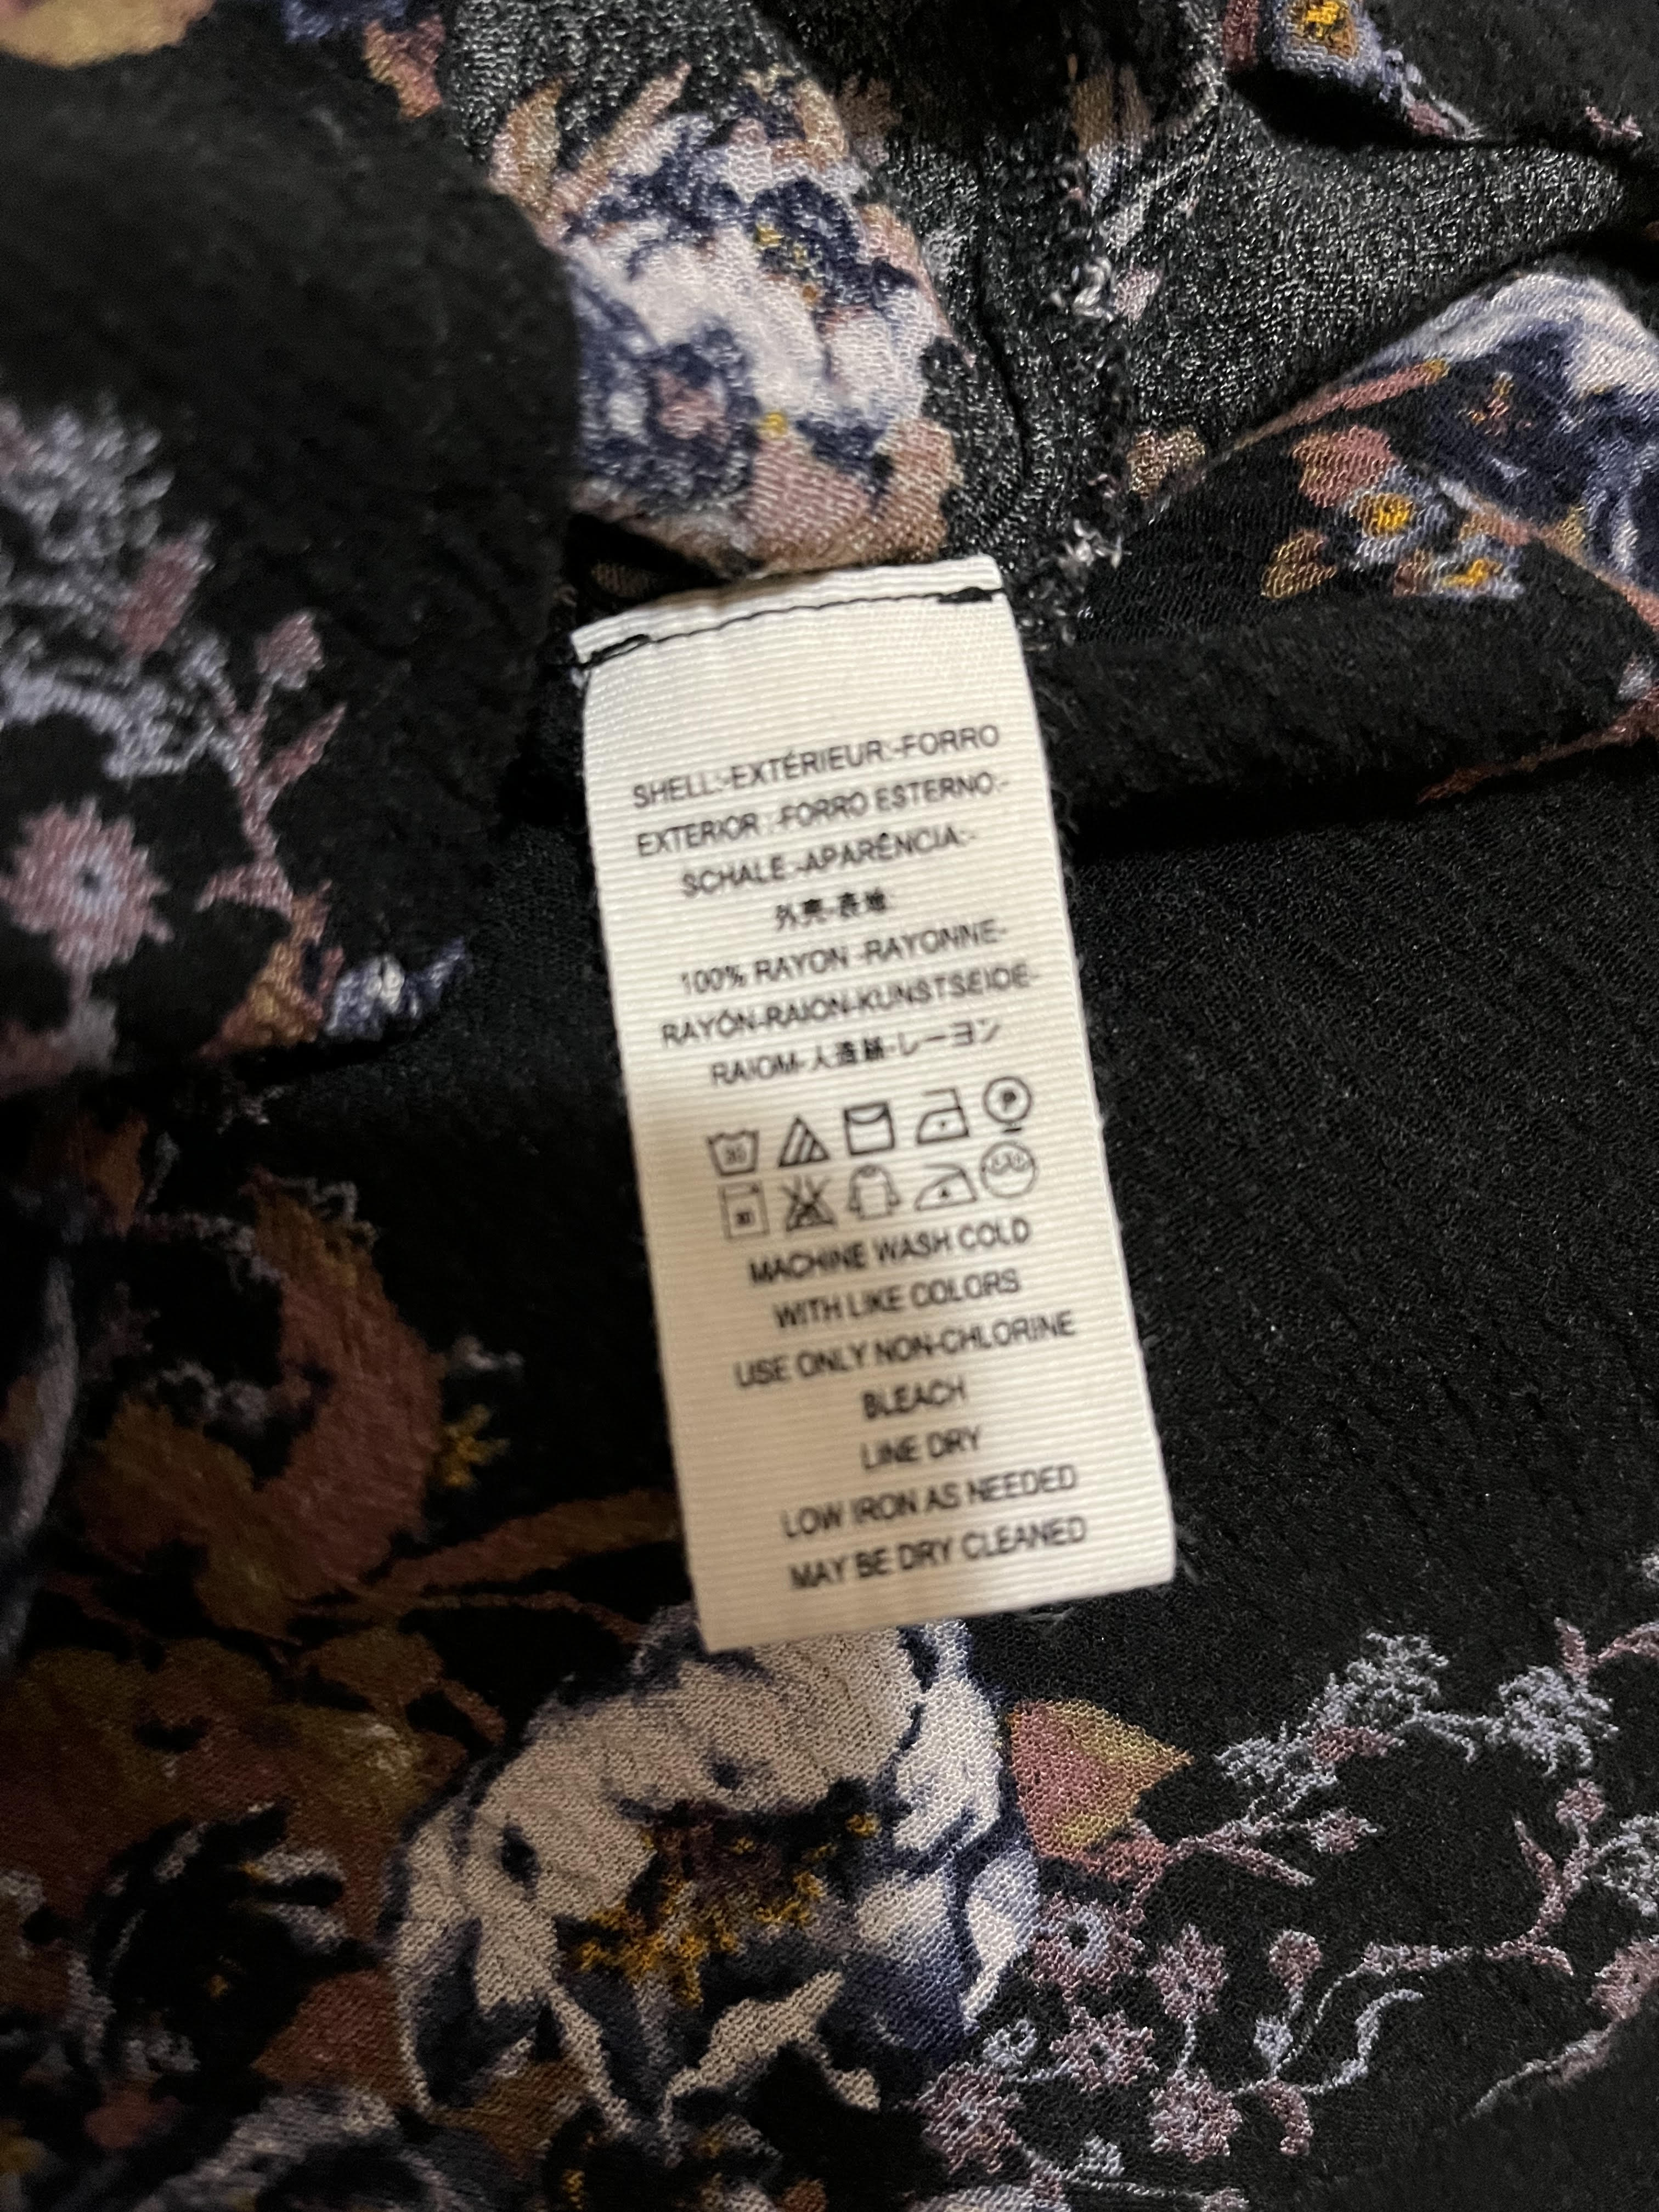 SHELL:-EXTÉRIEUR:-FORRO
EXTERIOR :-FORRO ESTERNO:-
SCHALE:-APARÊNCIA:-
外壳-表地:
100% RAYON -RAYONNE-
RAYÓN-RAION-KUNSTSEIDE-
RAIOM-人造絲-レーヨン
30
P
30
MACHINE WASH COLD
WITH LIKE COLORS
USE ONLY NON-CHLORINE
BLEACH
LINE DRY
LOW IRON AS NEEDED
MAY BE DRY CLEANED